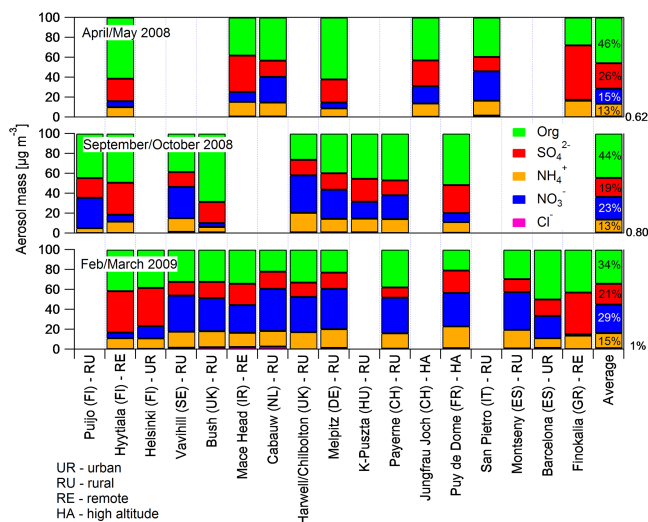 Aerosol mass [µg m⁻³]
100
80
60
40
20
0
April/May 2008
46%
26%
15%
13%
0.62
100
80
60
40
20
0
September/October 2008
Org
SO₄²⁻
NH₄⁺
NO₃⁻
Cl⁻
44%
19%
23%
13%
0.80
100
80
60
40
20
0
Feb/March 2009
34%
21%
29%
15%
1%
Puijo (FI) - RU
Hyytiala (FI) - RE
Helsinki (FI) - UR
Vavihill (SE) - RU
Bush (UK) - RU
Mace Head (IR) - RE
Cabauw (NL) - RU
Harwell/Chilbolton (UK) - RU
Melpitz (DE) - RU
K-Puszta (HU) - RU
Payerne (CH) - RU
Jungfrau Joch (CH) - HA
Puy de Dome (FR) - HA
San Pietro (IT) - RU
Montseny (ES) - RU
Barcelona (ES) - UR
Finokalia (GR) - RE
Average
UR - urban
RU - rural
RE - remote
HA - high altitude